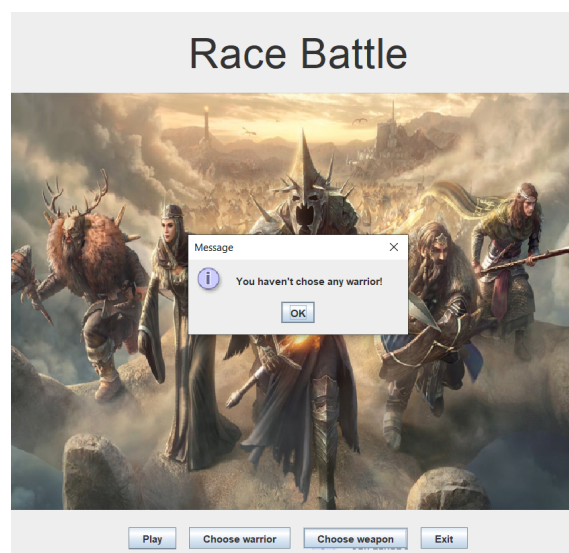 Race Battle
Message
You haven't chose any warrior!
OK
Play Choose warrior Choose weapon Exit